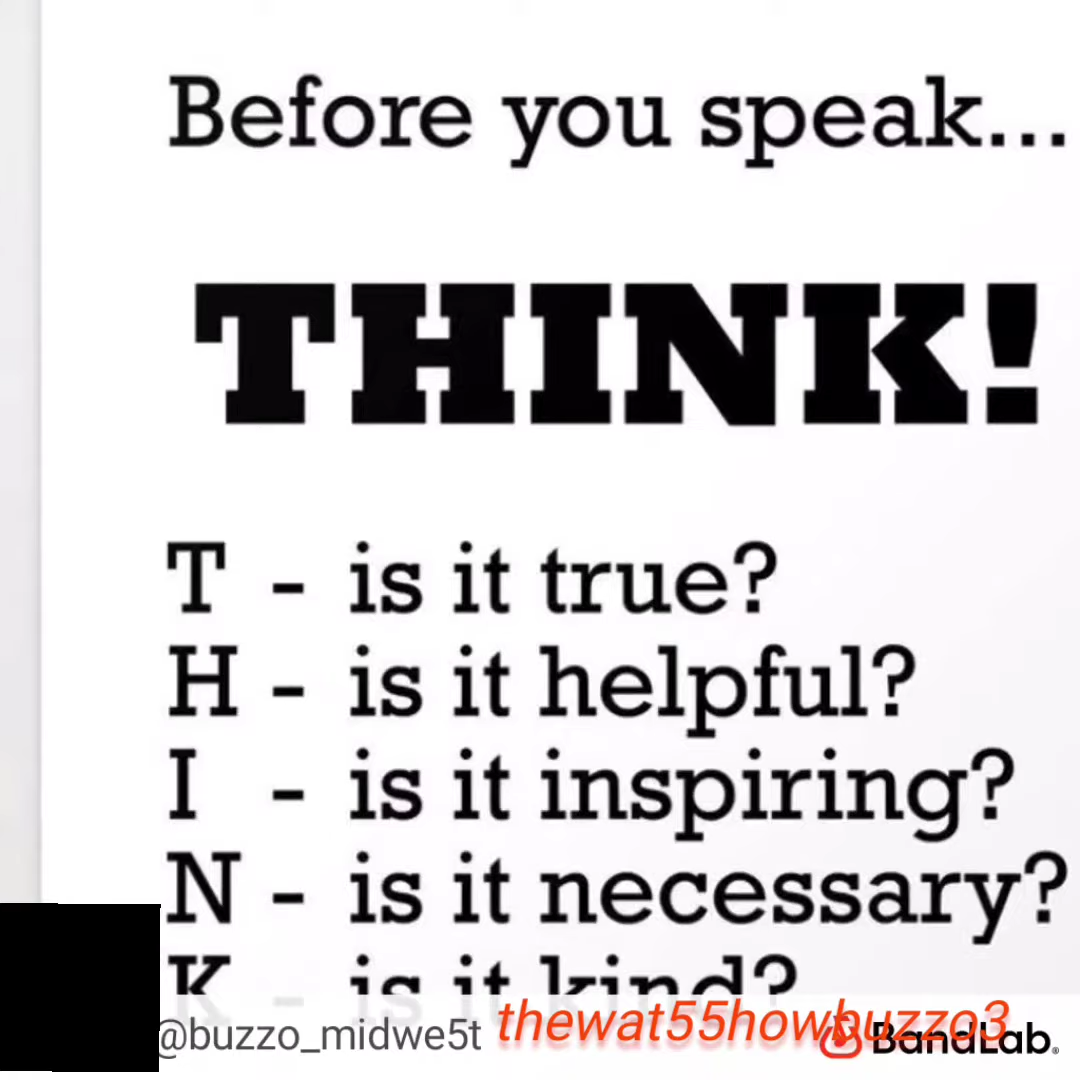 Before you speak...
THINK!
T - is it true?
H - is it helpful?
I - is it inspiring?
N - is it necessary?
K - is it kind?
@buzzo_midwe5t
thewat55howbuzzo3
BandLab®